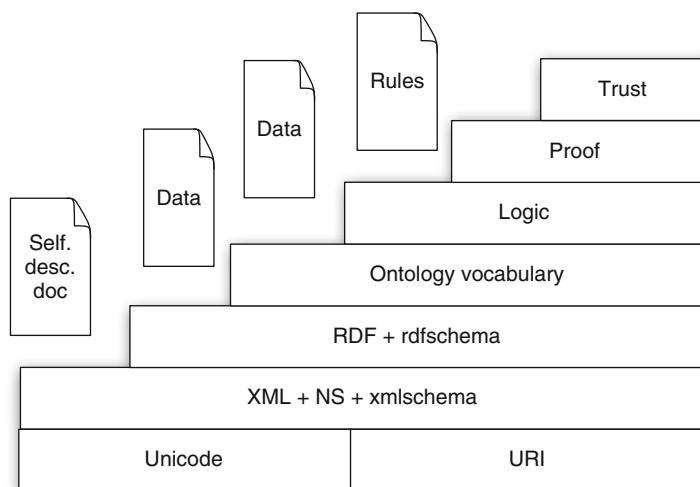 Rules
Trust
Data
Proof
Data
Logic
Self.
desc.
doc
Ontology vocabulary
RDF + rdfschema
XML + NS + xmlschema
Unicode
URI